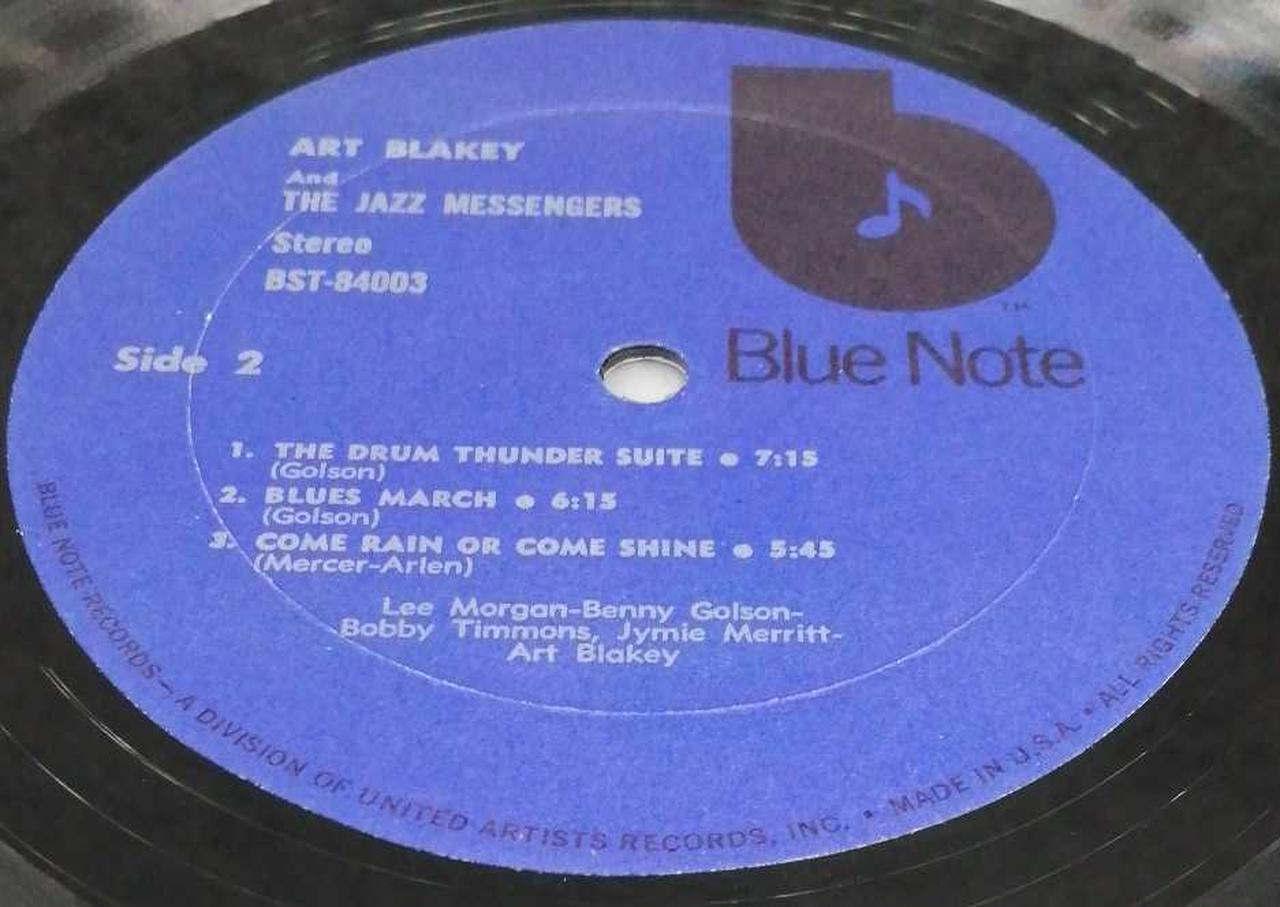 ART BLAKEY
And
THE JAZZ MESSENGERS
Stereo
BST-84003
Side 2
TM
Blue Note
1. THE DRUM THUNDER SUITE ● 7:15
(Golson)
2. BLUES MARCH ● 6:15
(Golson)
3. COME RAIN OR COME SHINE ● 5:45
(Mercer-Arlen)
Lee Morgan-Benny Golson-
Bobby Timmons, Jymie Merritt-
Art Blakey
BLUE NOTE RECORDS — A DIVISION OF UNITED ARTISTS RECORDS, INC. • MADE IN U.S.A. • ALL RIGHTS RESERVED